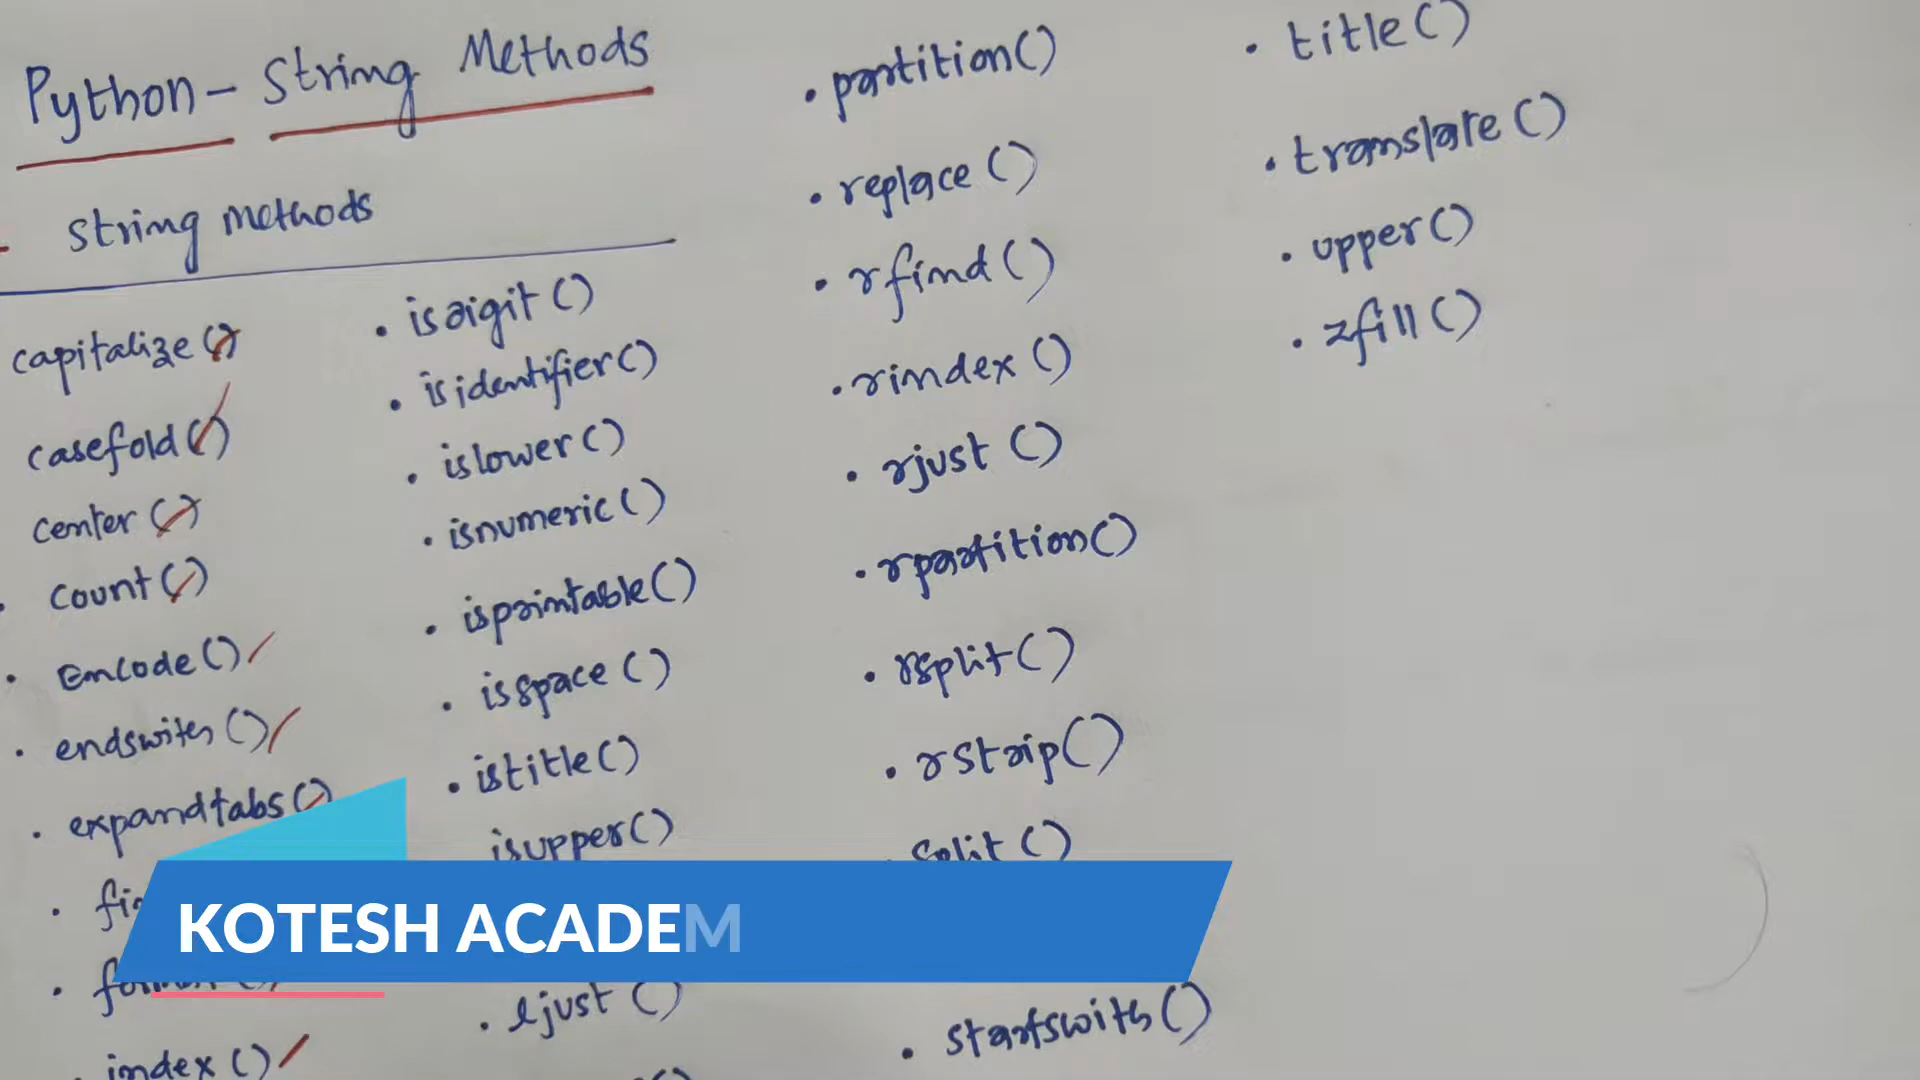 Python - String Methods
string methods
capitalize()
casefold()
center()
• count()
• Encode()
• endswith()
• expandtabs()
•
•
• index()
• isdigit()
• isidentifier()
• islower()
• isnumeric()
• isprintable()
• isspace()
• istitle()
isupper()
• ljust()
• partition()
• replace()
• rfind()
• rindex()
• rjust()
• rpartition()
• rsplit()
• rstrip()
• split()
• startswith()
• title()
• translate()
• upper()
• zfill()
KOTESH ACADEM